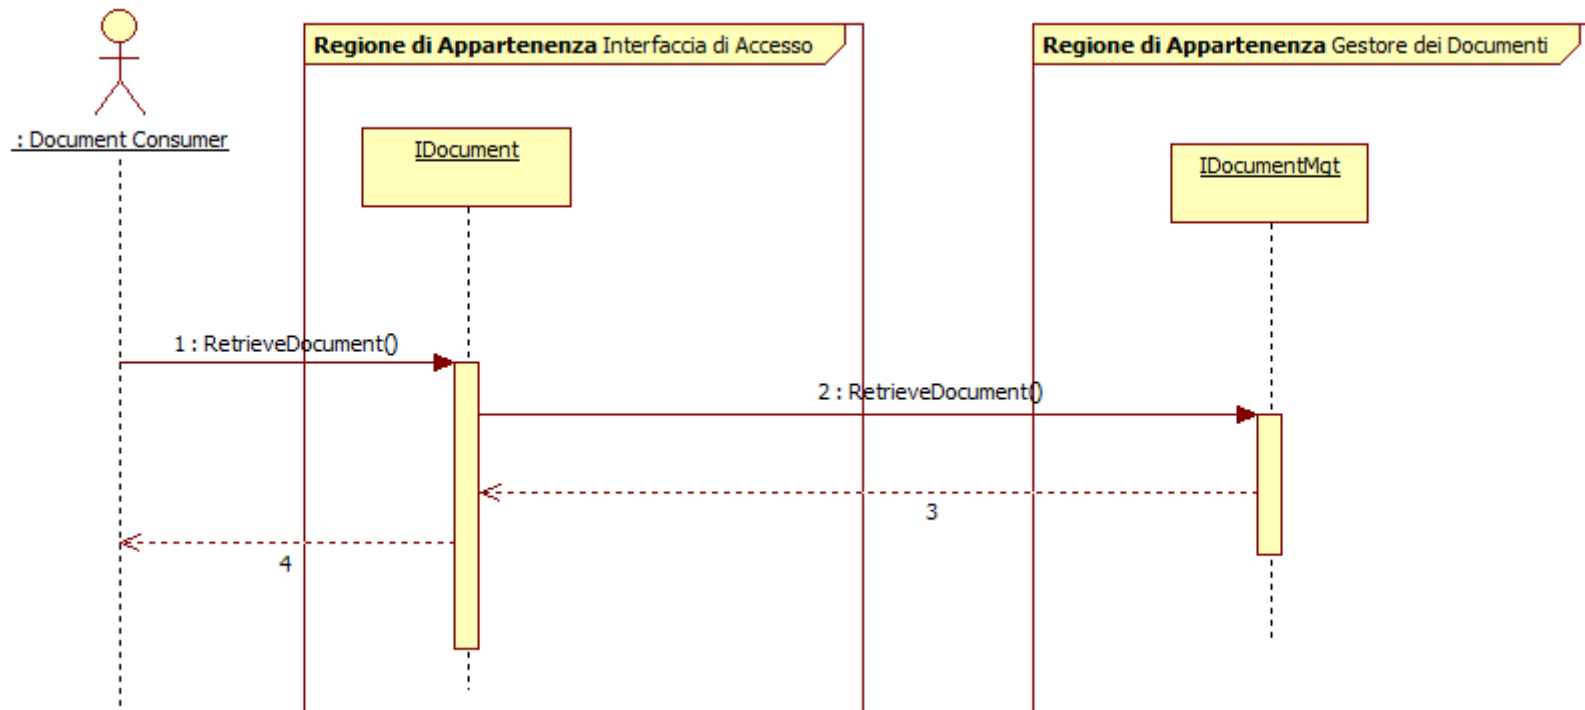 Regione di Appartenenza Interfaccia di Accesso
Regione di Appartenenza Gestore dei Documenti
: Document Consumer
IDocument
IDocumentMgt
1 : RetrieveDocument()
2 : RetrieveDocument()
3
4